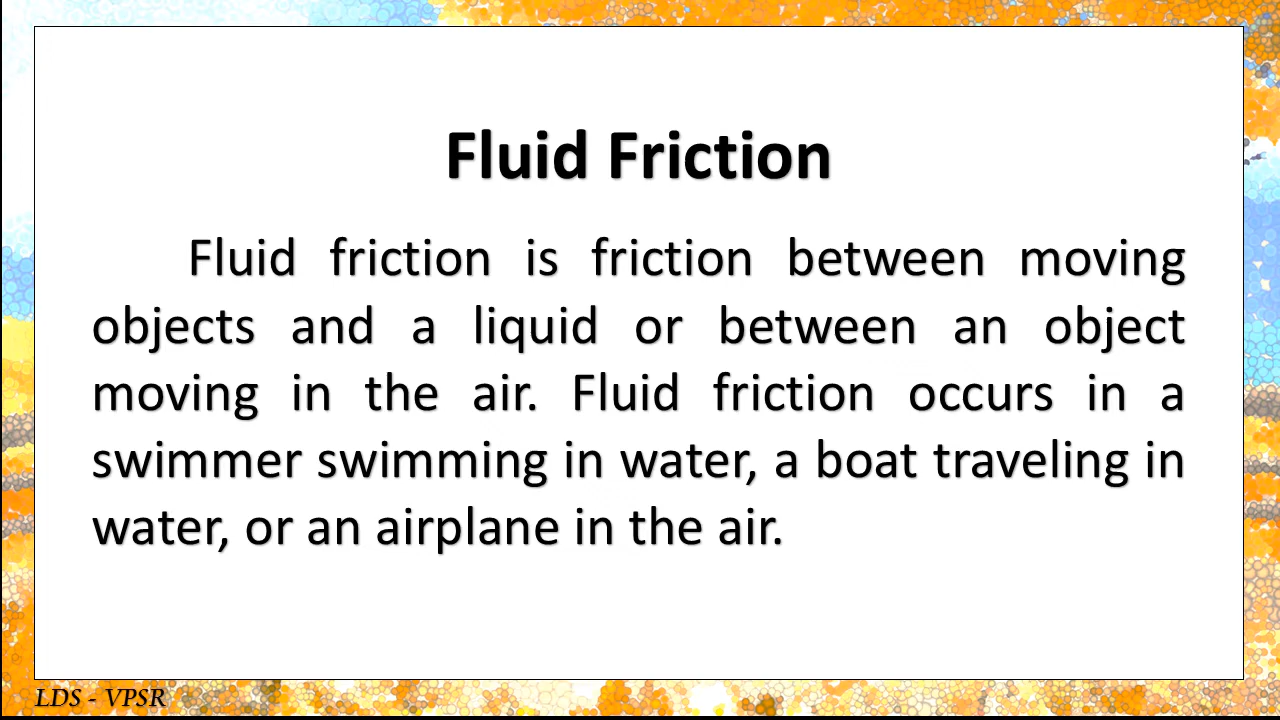 Fluid Friction
Fluid friction is friction between moving
objects and a liquid or between an object
moving in the air. Fluid friction occurs in a
swimmer swimming in water, a boat traveling in
water, or an airplane in the air.
LDS - VPSR